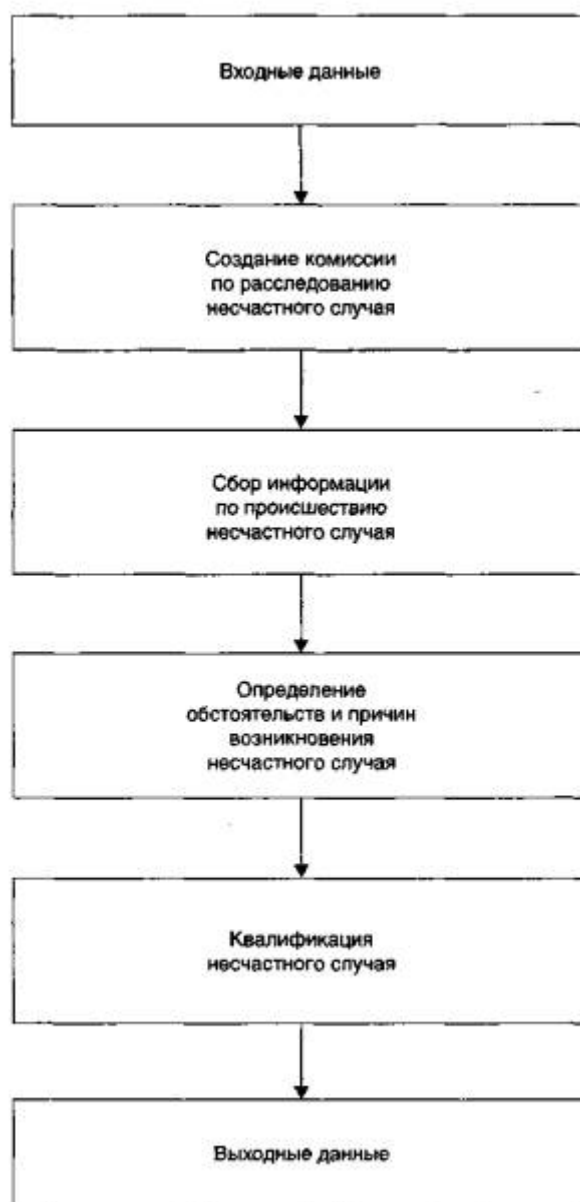 Входные данные
Создание комиссии
по расследованию
несчастного случая
Сбор информации
по происшествию
несчастного случая
Определение
обстоятельств и причин
возникновения
несчастного случая
Квалификация
несчастного случая
Выходные данные